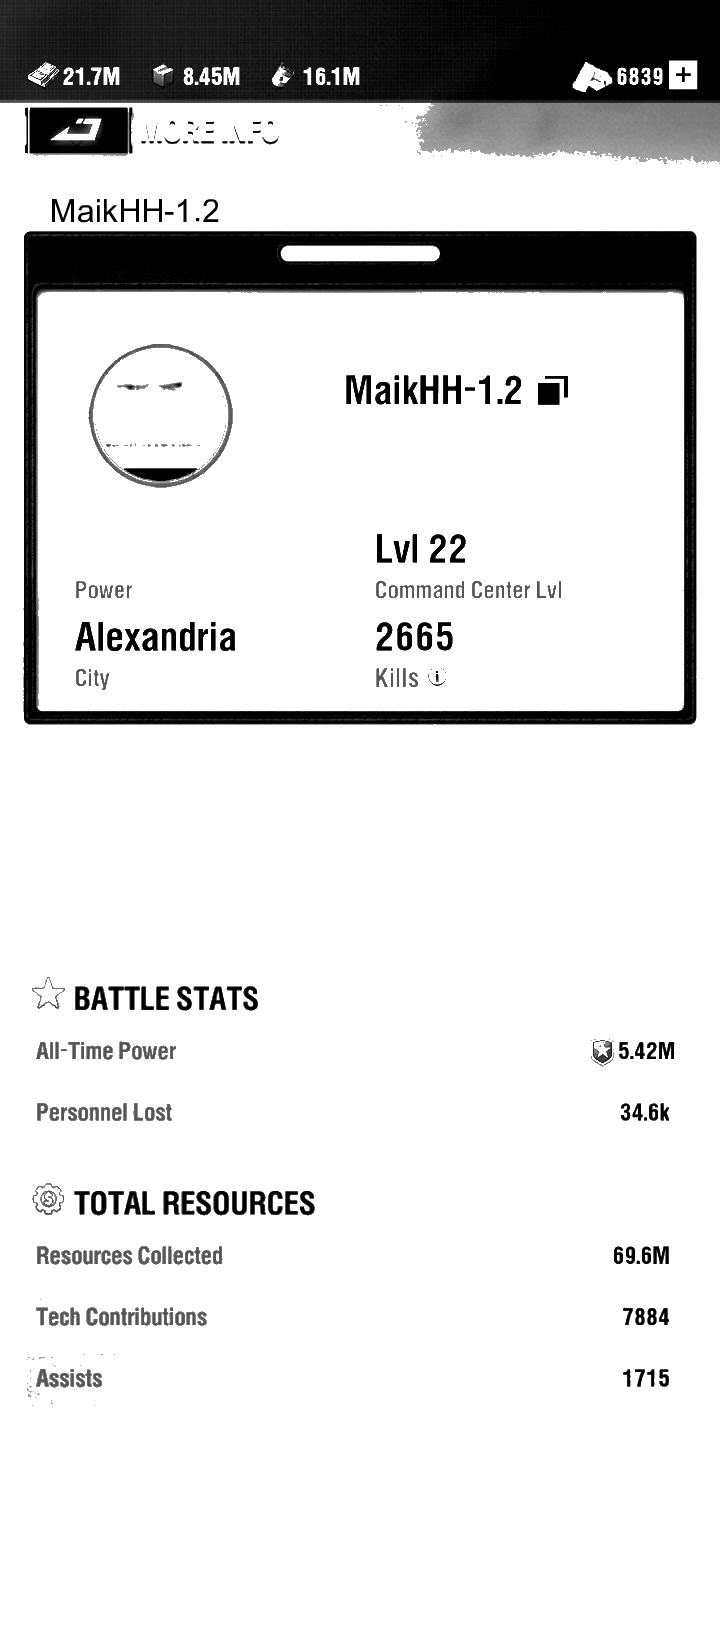 21.7M 8.45M 16.1M 6839 +
MORE INFO
MaikHH-1.2
MaikHH-1.2
Lvl 22
Power Command Center Lvl
Alexandria 2665
City Kills i
BATTLE STATS
All-Time Power 5.42M
Personnel Lost 34.6k
TOTAL RESOURCES
Resources Collected 69.6M
Tech Contributions 7884
Assists 1715